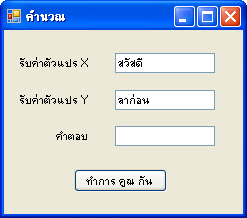 คำนวณ
รับค่าตัวแปร X สวัสดี
รับค่าตัวแปร Y ลาก่อน
คำตอบ
ทำการ คูณ กัน